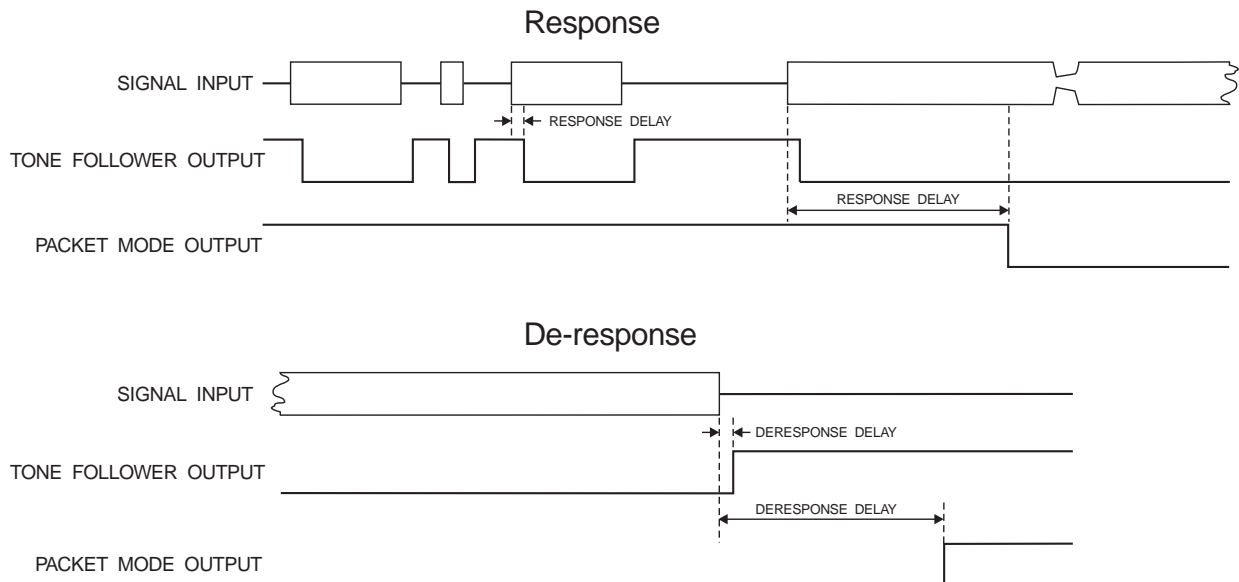 Response
SIGNAL INPUT
RESPONSE DELAY
TONE FOLLOWER OUTPUT
RESPONSE DELAY
PACKET MODE OUTPUT
De-response
SIGNAL INPUT
DERESPONSE DELAY
TONE FOLLOWER OUTPUT
DERESPONSE DELAY
PACKET MODE OUTPUT